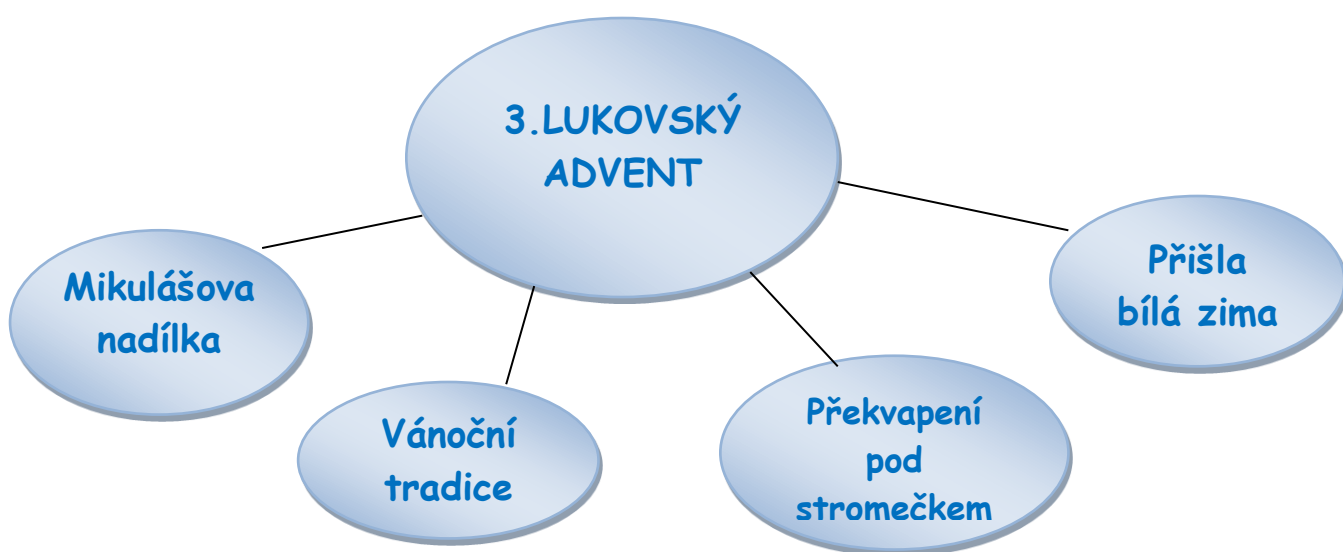 3.LUKOVSKÝ
ADVENT
Mikulášova
nadílka
Vánoční
tradice
Překvapení
pod
stromečkem
Přišla
bílá zima